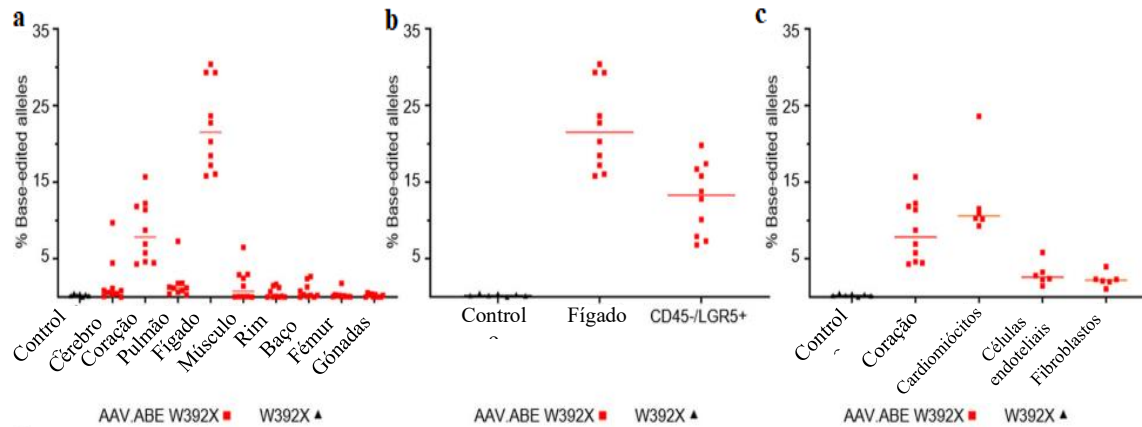 a
35
25
15
5
% Base-edited alleles
Control
Cérebro
Coração
Pulmão
Fígado
Músculo
Rim
Baço
Fémur
Gónadas
AAV.ABE W392X W392X
b
35
25
15
5
% Base-edited alleles
Control
Fígado
CD45-/LGR5+
AAV.ABE W392X W392X
c
35
25
15
5
% Base-edited alleles
Control
Coração
Cardiomiócitos
Células
endoteliais
Fibroblastos
AAV.ABE W392X W392X